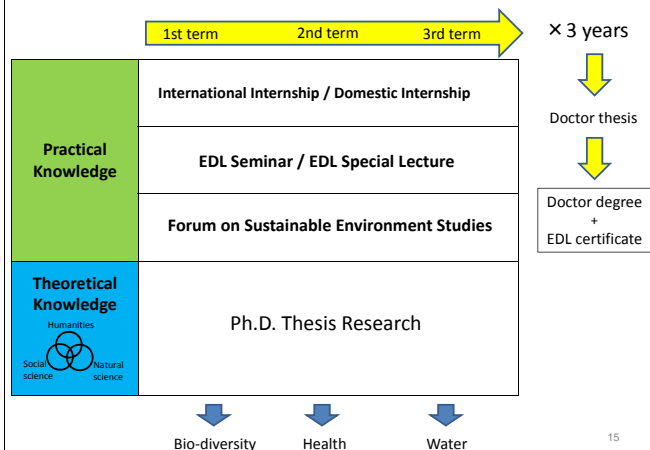 1st term 2nd term 3rd term
× 3 years
Doctor thesis
Doctor degree
+
EDL certificate
Practical
Knowledge
International Internship / Domestic Internship
EDL Seminar / EDL Special Lecture
Forum on Sustainable Environment Studies
Theoretical
Knowledge
Humanities
Social
science
Natural
science
Ph.D. Thesis Research
Bio-diversity Health Water
15